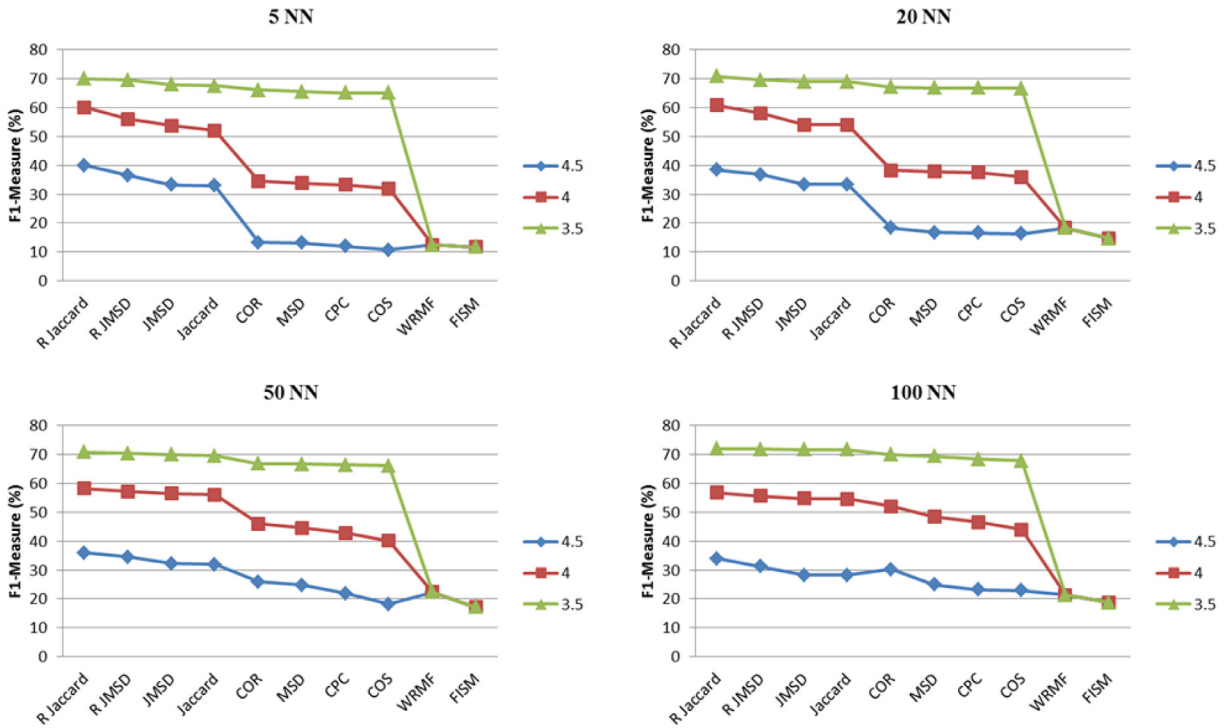 5 NN
F1-Measure (%)
80
70
60
50
40
30
20
10
0
R Jaccard
R JMSD
JMSD
Jaccard
COR
MSD
CPC
COS
WRMF
FISM
4.5
4
3.5
20 NN
F1-Measure (%)
80
70
60
50
40
30
20
10
0
R Jaccard
R JMSD
JMSD
Jaccard
COR
MSD
CPC
COS
WRMF
FISM
4.5
4
3.5
50 NN
F1-Measure (%)
80
70
60
50
40
30
20
10
0
R Jaccard
R JMSD
JMSD
Jaccard
COR
MSD
CPC
COS
WRMF
FISM
4.5
4
3.5
100 NN
F1-Measure (%)
80
70
60
50
40
30
20
10
0
R Jaccard
R JMSD
JMSD
Jaccard
COR
MSD
CPC
COS
WRMF
FISM
4.5
4
3.5